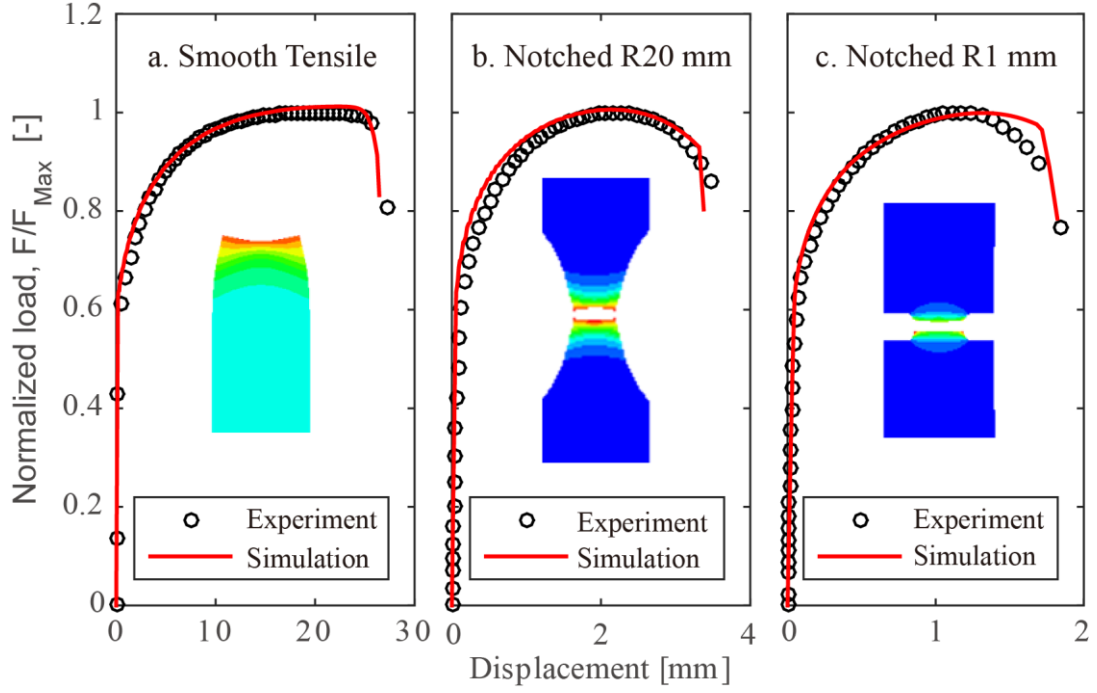 1.2
1
0.8
0.6
0.4
0.2
0
Normalized load, F/F_Max [-]
a. Smooth Tensile
Experiment
Simulation
0 10 20 30
b. Notched R20 mm
Experiment
Simulation
0 2 4
c. Notched R1 mm
Experiment
Simulation
0 1 2
Displacement [mm]